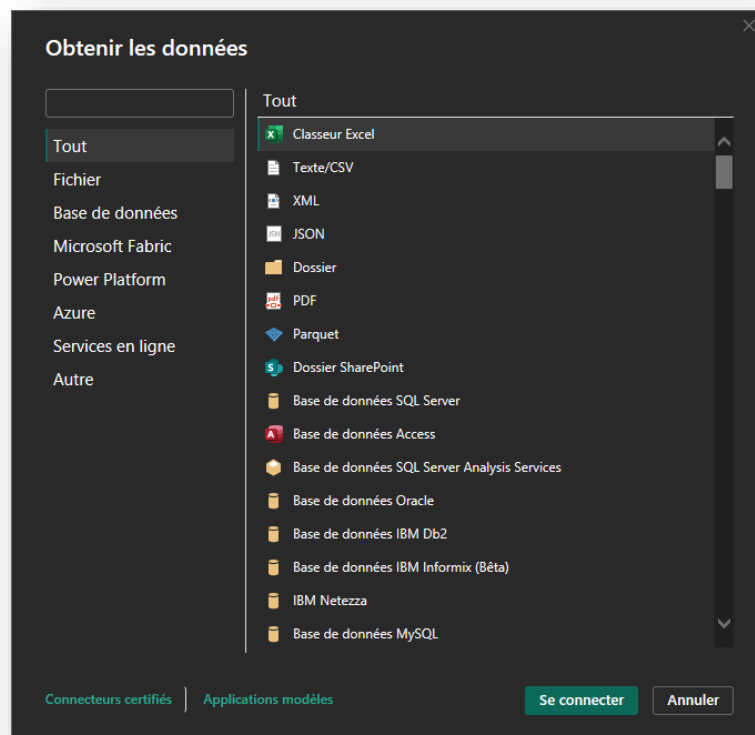 Obtenir les données
Tout
Fichier
Base de données
Microsoft Fabric
Power Platform
Azure
Services en ligne
Autre
Tout
Classeur Excel
Texte/CSV
XML
JSON
Dossier
PDF
Parquet
Dossier SharePoint
Base de données SQL Server
Base de données Access
Base de données SQL Server Analysis Services
Base de données Oracle
Base de données IBM Db2
Base de données IBM Informix (Bêta)
IBM Netezza
Base de données MySQL
Connecteurs certifiés
Applications modèles
Se connecter
Annuler